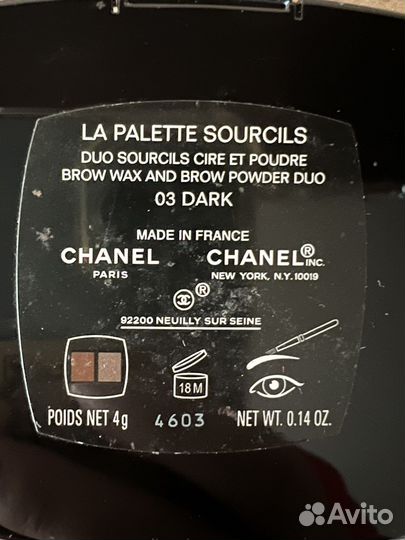 LA PALETTE SOURCILS
DUO SOURCILS CIRE ET POUDRE
BROW WAX AND BROW POWDER DUO
03 DARK
MADE IN FRANCE
CHANEL CHANEL® INC.
PARIS NEW YORK, N.Y. 10019
®
92200 NEUILLY SUR SEINE
18 M
POIDS NET 4g 4603 NET WT. 0.14 OZ.
Avito